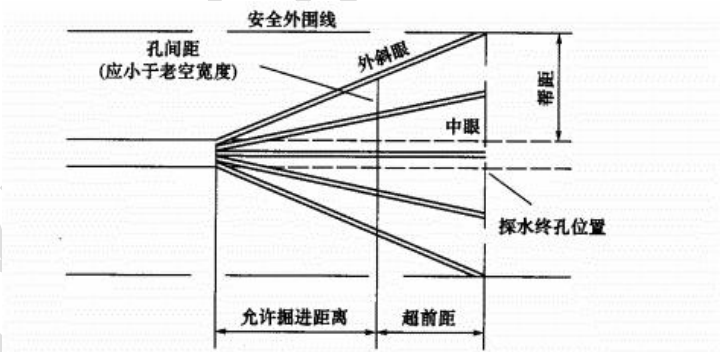 安全外围线
孔间距
(应小于老空宽度)
外斜眼
帮距
中眼
探水终孔位置
允许掘进距离
超前距